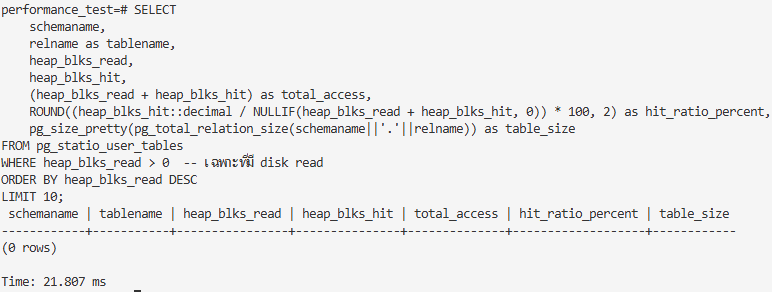 performance_test=# SELECT
    schemaname,
    relname as tablename,
    heap_blks_read,
    heap_blks_hit,
    (heap_blks_read + heap_blks_hit) as total_access,
    ROUND((heap_blks_hit::decimal / NULLIF(heap_blks_read + heap_blks_hit, 0)) * 100, 2) as hit_ratio_percent,
    pg_size_pretty(pg_total_relation_size(schemaname||'.'||relname)) as table_size
FROM pg_statio_user_tables
WHERE heap_blks_read > 0  -- เฉพาะที่มี disk read
ORDER BY heap_blks_read DESC
LIMIT 10;
 schemaname | tablename | heap_blks_read | heap_blks_hit | total_access | hit_ratio_percent | table_size
------------+-----------+----------------+---------------+--------------+-------------------+------------
(0 rows)

Time: 21.807 ms